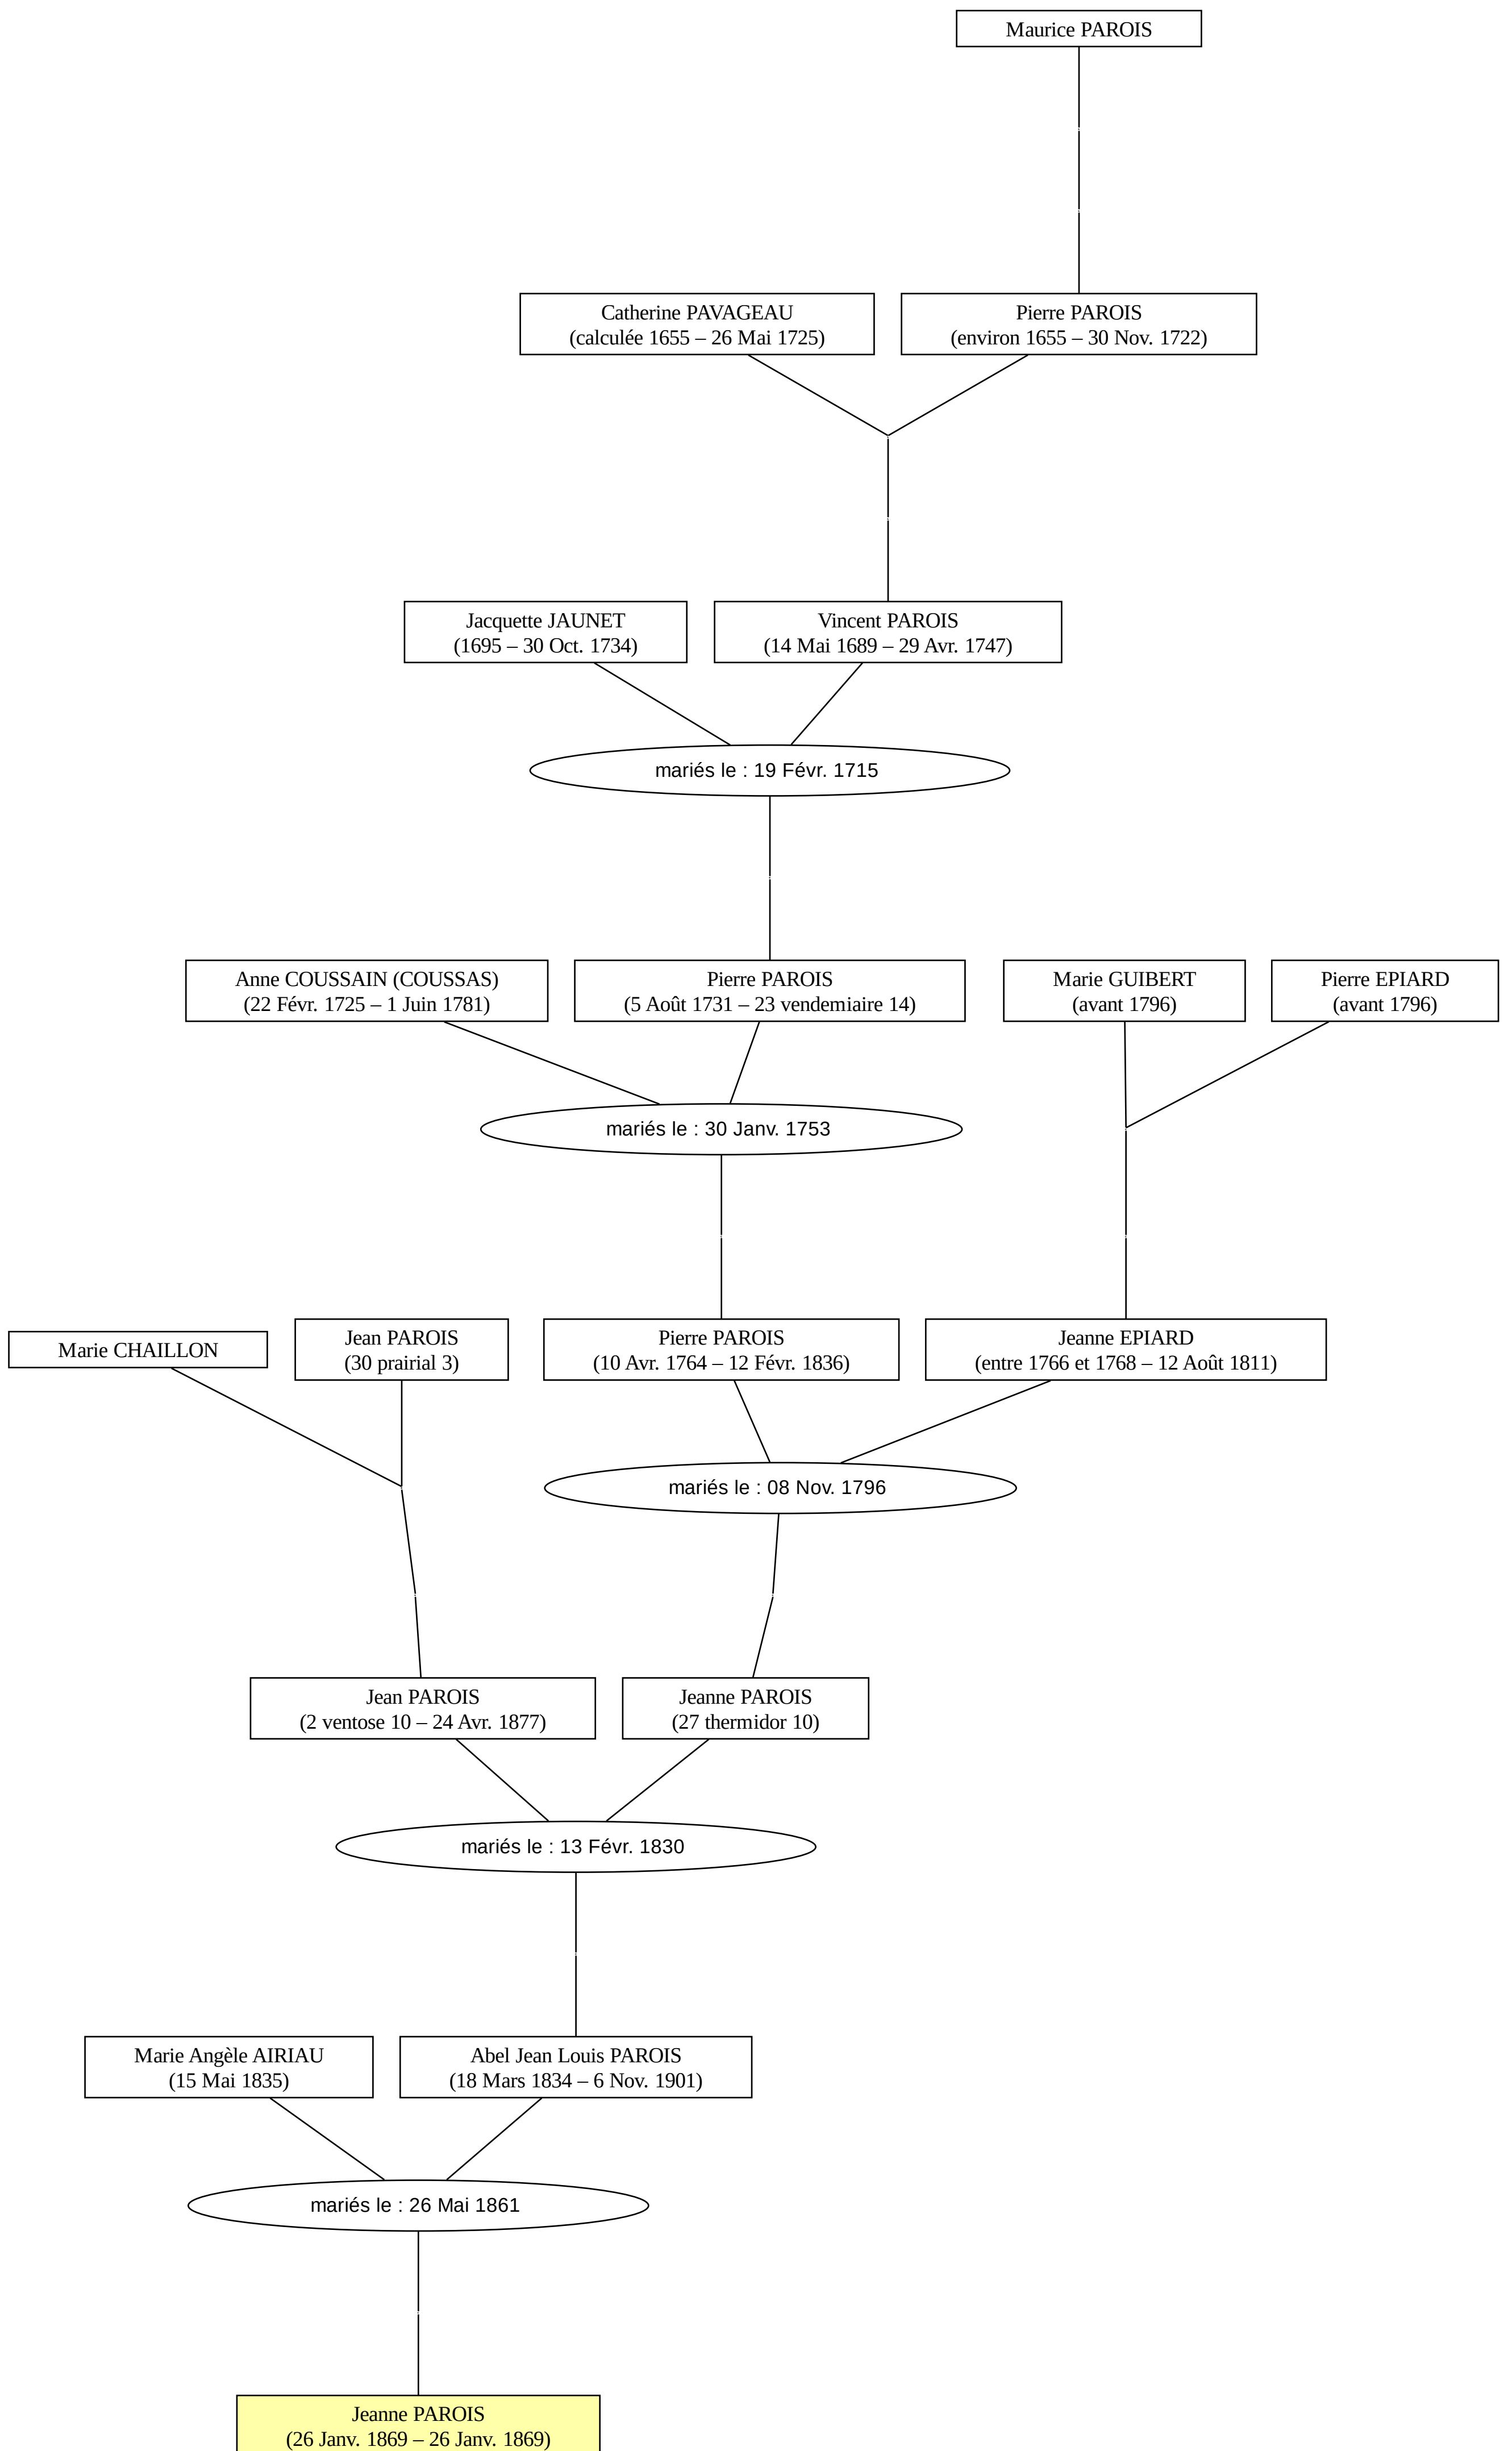 Maurice PAROIS
Catherine PAVAGEAU
(calculée 1655 – 26 Mai 1725)
Pierre PAROIS
(environ 1655 – 30 Nov. 1722)
Jacquette JAUNET
(1695 – 30 Oct. 1734)
Vincent PAROIS
(14 Mai 1689 – 29 Avr. 1747)
mariés le : 19 Févr. 1715
Anne COUSSAIN (COUSSAS)
(22 Févr. 1725 – 1 Juin 1781)
Pierre PAROIS
(5 Août 1731 – 23 vendemiaire 14)
Marie GUIBERT
(avant 1796)
Pierre EPIARD
(avant 1796)
mariés le : 30 Janv. 1753
Marie CHAILLON
Jean PAROIS
(30 prairial 3)
Pierre PAROIS
(10 Avr. 1764 – 12 Févr. 1836)
Jeanne EPIARD
(entre 1766 et 1768 – 12 Août 1811)
mariés le : 08 Nov. 1796
Jean PAROIS
(2 ventose 10 – 24 Avr. 1877)
Jeanne PAROIS
(27 thermidor 10)
mariés le : 13 Févr. 1830
Marie Angèle AIRIAU
(15 Mai 1835)
Abel Jean Louis PAROIS
(18 Mars 1834 – 6 Nov. 1901)
mariés le : 26 Mai 1861
Jeanne PAROIS
(26 Janv. 1869 – 26 Janv. 1869)